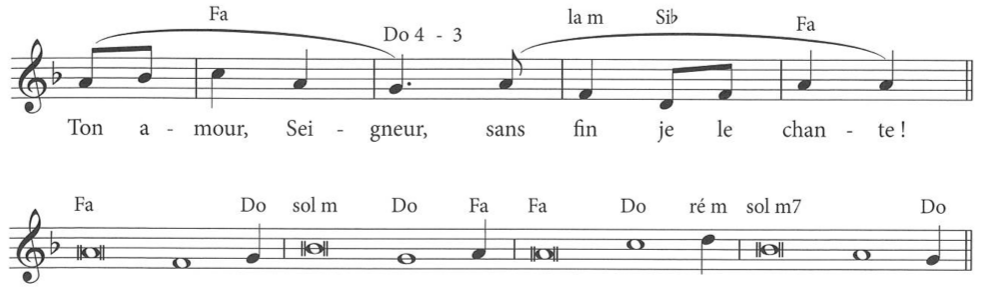 Fa Do 4 - 3 la m Si♭ Fa
Ton a - mour, Sei - gneur, sans fin je le chan - te !
Fa Do sol m Do Fa Fa Do ré m sol m7 Do